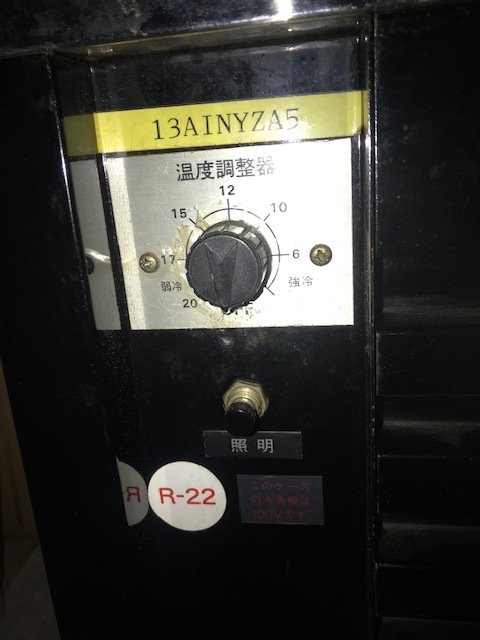 13AINYZA5
温度調整器
12
15
10
17
6
弱冷
強冷
20
照明
R-22
このケース
の冷凍機は
100Vです